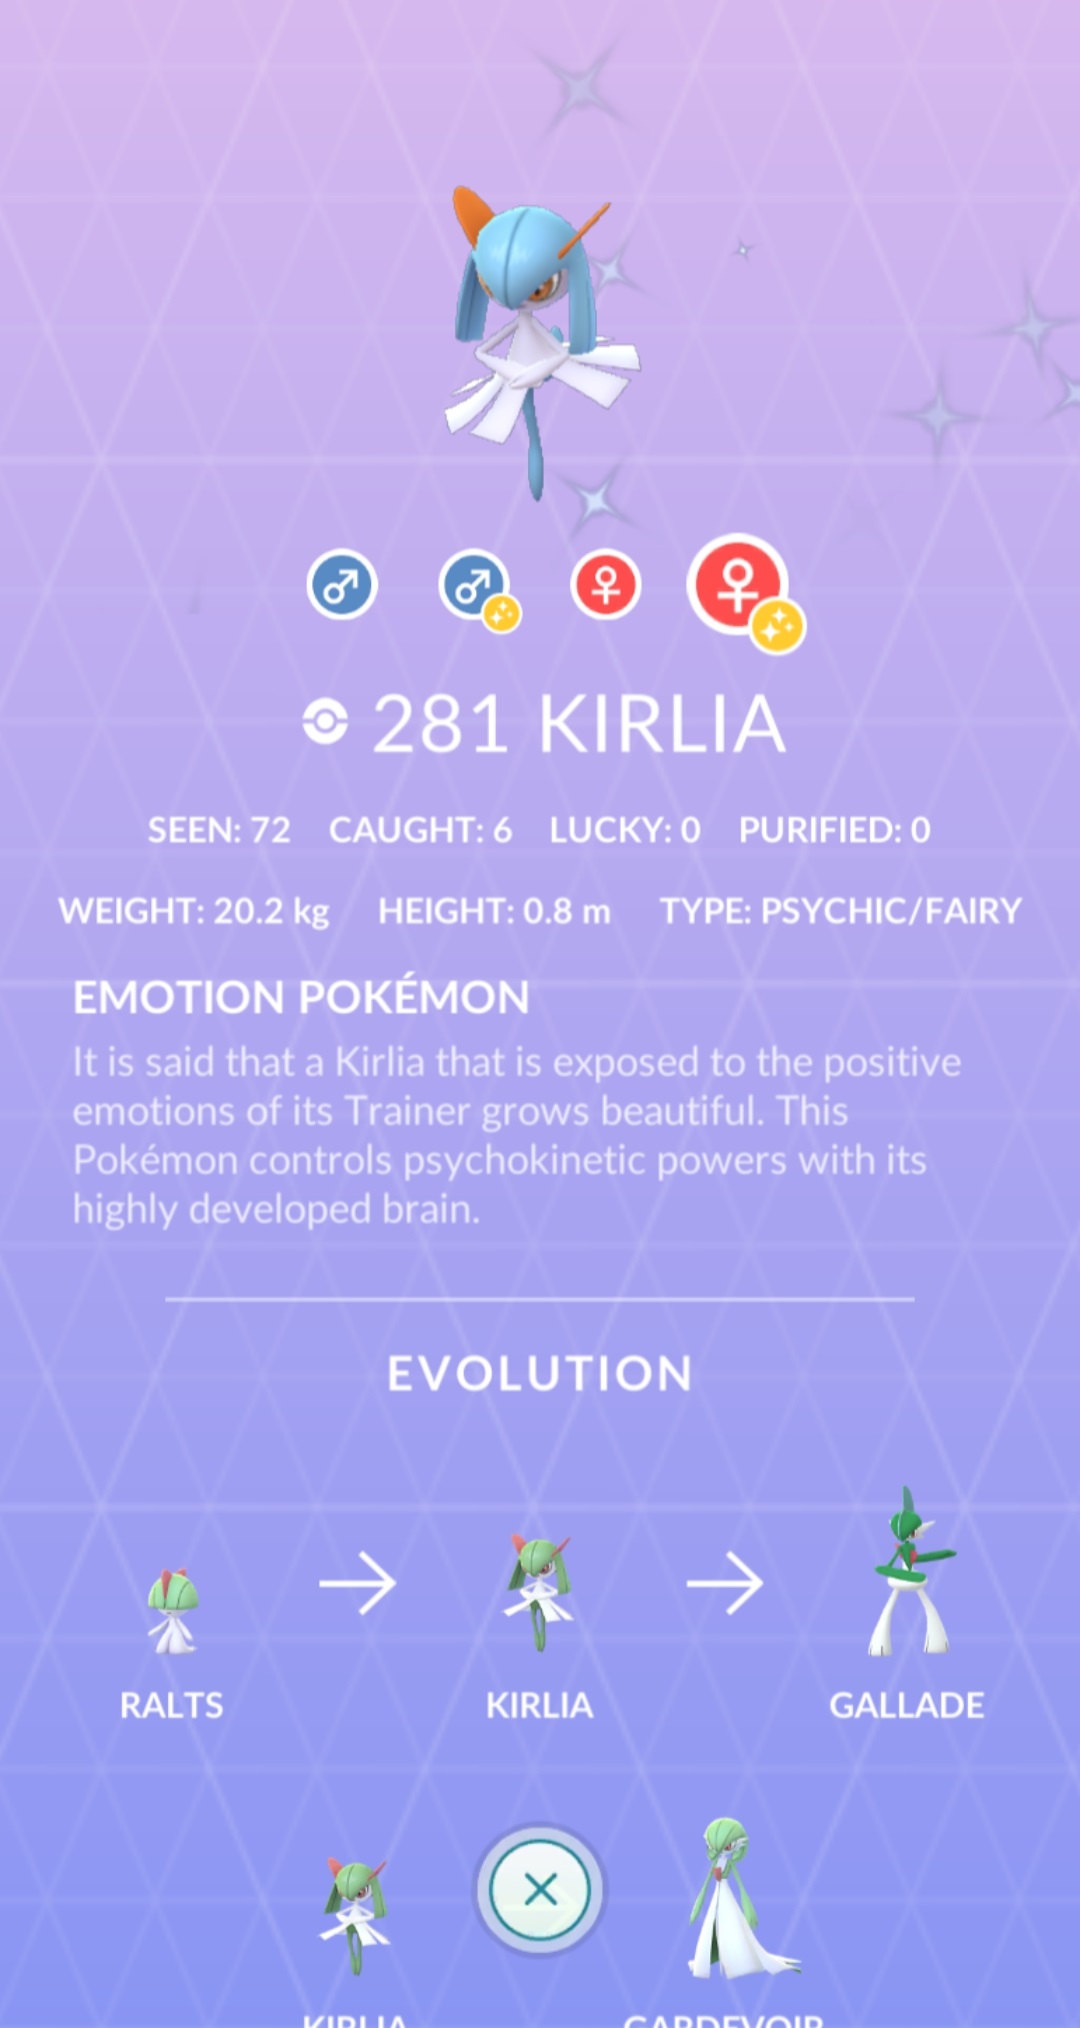 281 KIRLIA
SEEN: 72 CAUGHT: 6 LUCKY: 0 PURIFIED: 0
WEIGHT: 20.2 kg HEIGHT: 0.8 m TYPE: PSYCHIC/FAIRY
EMOTION POKÉMON
It is said that a Kirlia that is exposed to the positive
emotions of its Trainer grows beautiful. This
Pokémon controls psychokinetic powers with its
highly developed brain.
EVOLUTION
RALTS KIRLIA GALLADE
KIRLIA GARDEVOIR